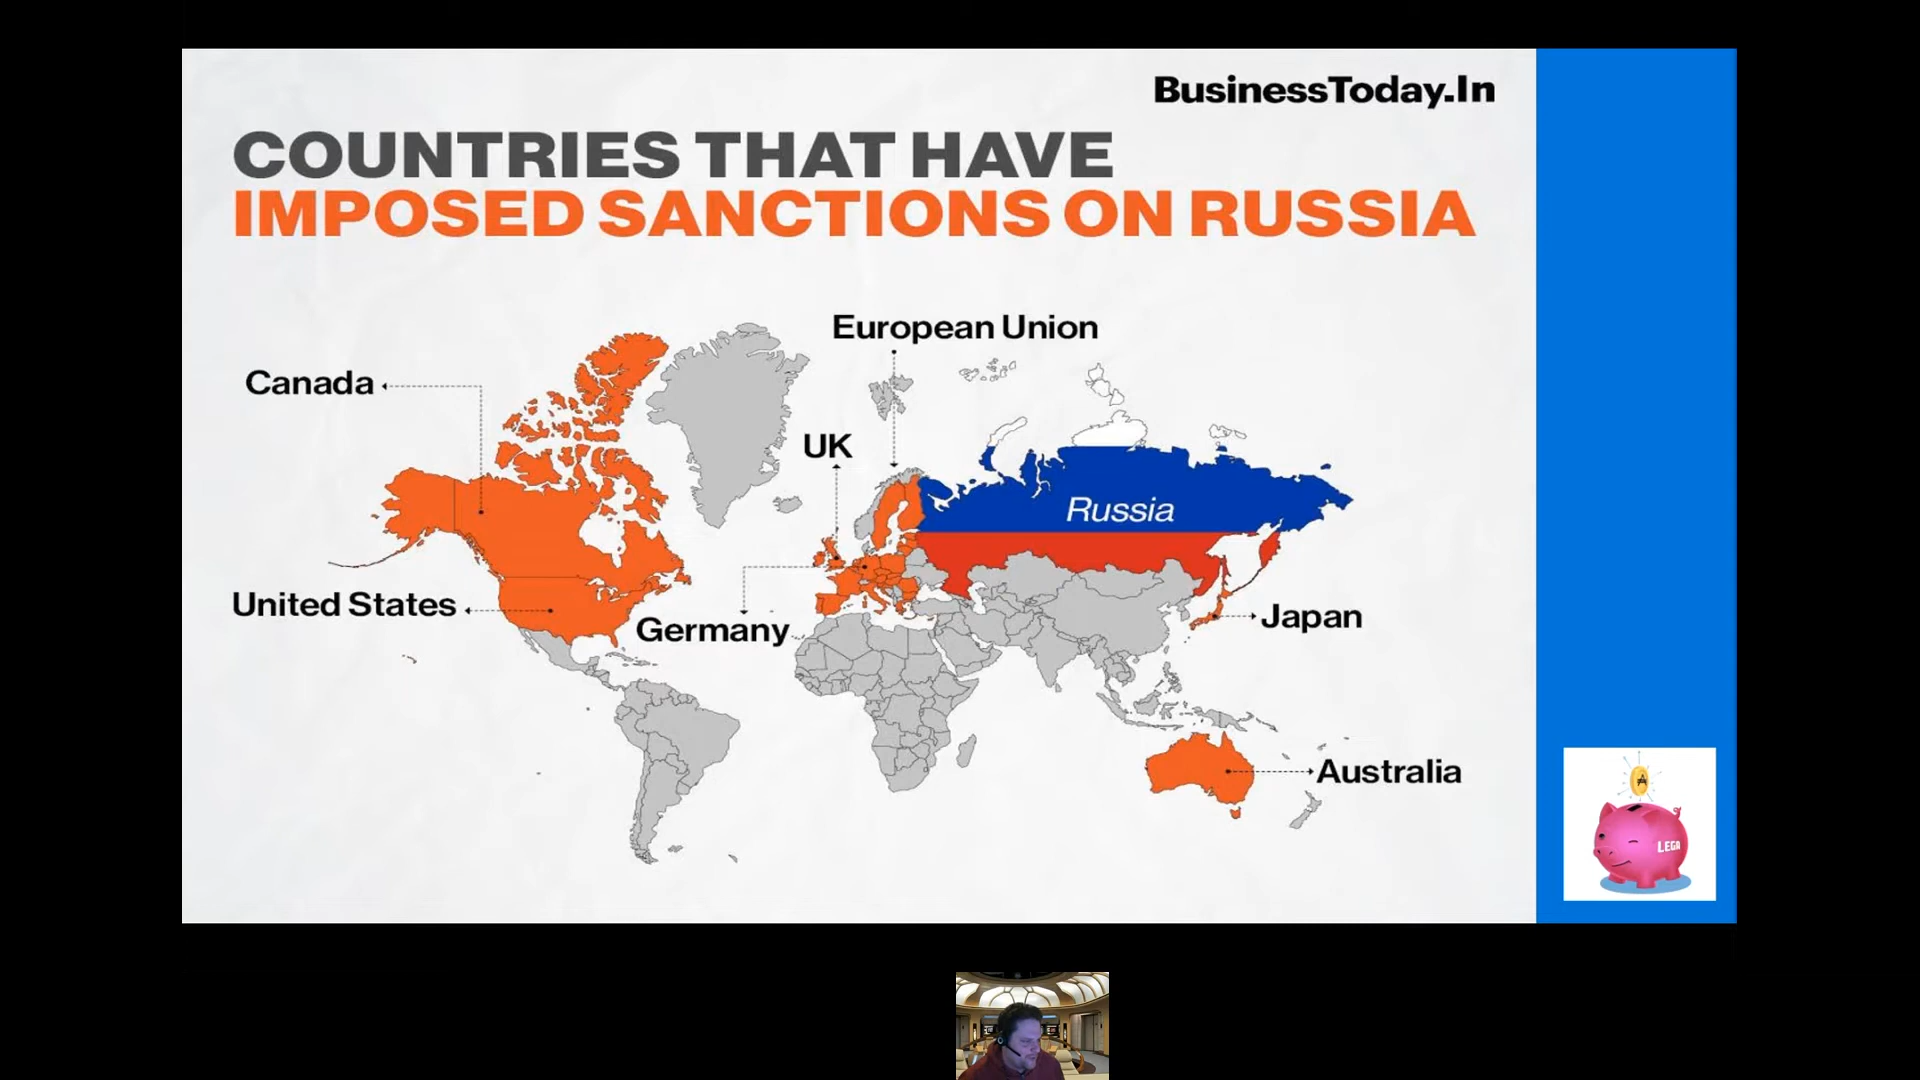 BusinessToday.In
COUNTRIES THAT HAVE
IMPOSED SANCTIONS ON RUSSIA
European Union
Canada
UK
Russia
United States
Germany
Japan
Australia
LEGA